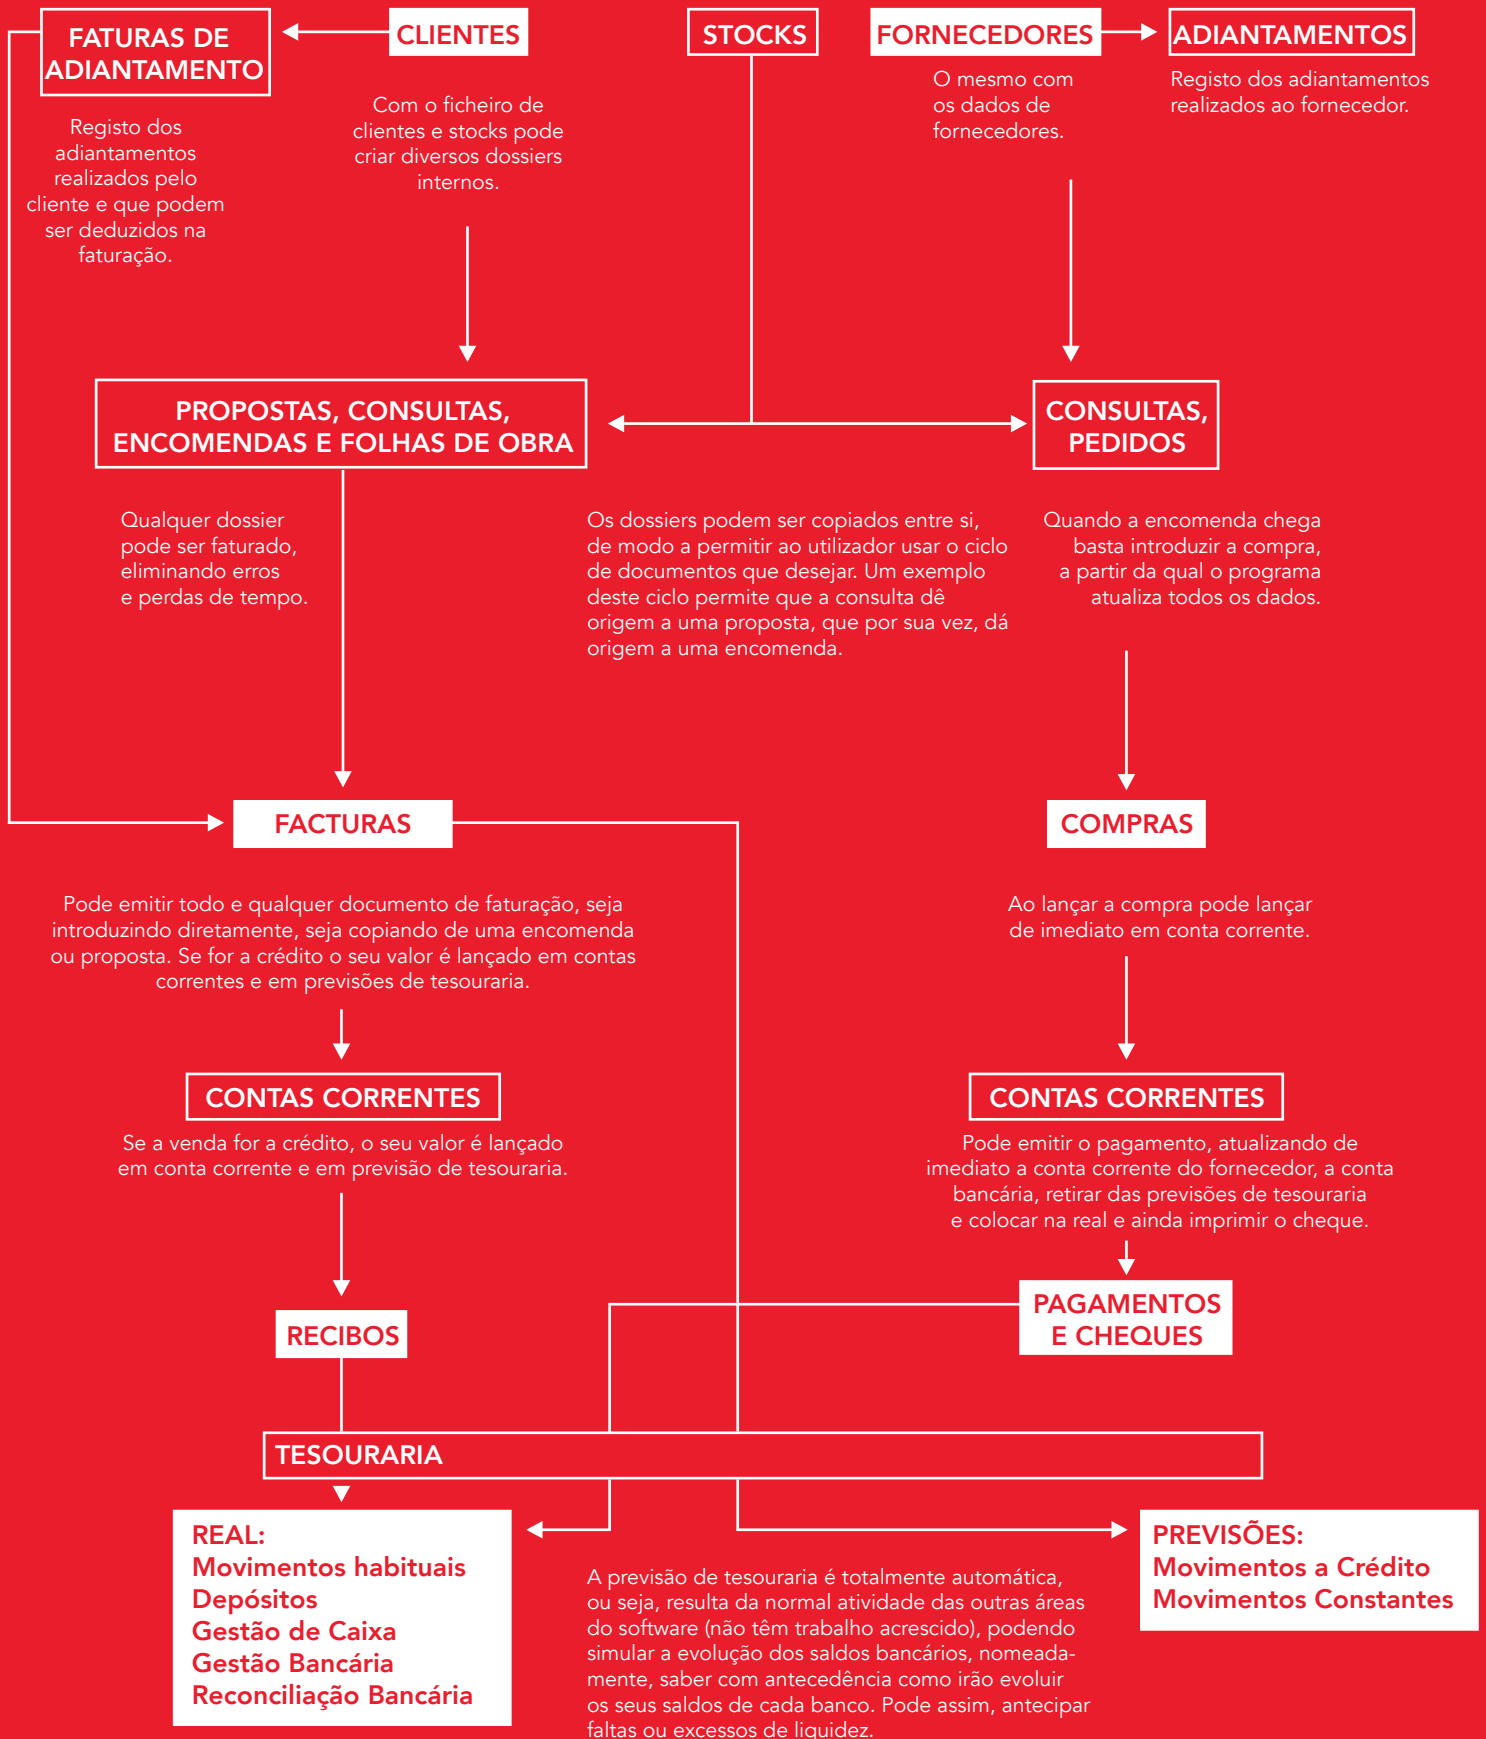 FATURAS DE
ADIANTAMENTO
CLIENTES
STOCKS
FORNECEDORES
ADIANTAMENTOS
Registo dos
adiantamentos
realizados pelo
cliente e que podem
ser deduzidos na
faturação.
Com o ficheiro de
clientes e stocks pode
criar diversos dossiers
internos.
O mesmo com
os dados de
fornecedores.
Registo dos adiantamentos
realizados ao fornecedor.
PROPOSTAS, CONSULTAS,
ENCOMENDAS E FOLHAS DE OBRA
CONSULTAS,
PEDIDOS
Qualquer dossier
pode ser faturado,
eliminando erros
e perdas de tempo.
Os dossiers podem ser copiados entre si,
de modo a permitir ao utilizador usar o ciclo
de documentos que desejar. Um exemplo
deste ciclo permite que a consulta dê
origem a uma proposta, que por sua vez, dá
origem a uma encomenda.
Quando a encomenda chega
basta introduzir a compra,
a partir da qual o programa
atualiza todos os dados.
FACTURAS
COMPRAS
Pode emitir todo e qualquer documento de faturação, seja
introduzindo diretamente, seja copiando de uma encomenda
ou proposta. Se for a crédito o seu valor é lançado em contas
correntes e em previsões de tesouraria.
Ao lançar a compra pode lançar
de imediato em conta corrente.
CONTAS CORRENTES
CONTAS CORRENTES
Se a venda for a crédito, o seu valor é lançado
em conta corrente e em previsão de tesouraria.
Pode emitir o pagamento, atualizando de
imediato a conta corrente do fornecedor, a conta
bancária, retirar das previsões de tesouraria
e colocar na real e ainda imprimir o cheque.
RECIBOS
PAGAMENTOS
E CHEQUES
TESOURARIA
REAL:
Movimentos habituais
Depósitos
Gestão de Caixa
Gestão Bancária
Reconciliação Bancária
A previsão de tesouraria é totalmente automática,
ou seja, resulta da normal atividade das outras áreas
do software (não têm trabalho acrescido), podendo
simular a evolução dos saldos bancários, nomeada-
mente, saber com antecedência como irão evoluir
os seus saldos de cada banco. Pode assim, antecipar
faltas ou excessos de liquidez.
PREVISÕES:
Movimentos a Crédito
Movimentos Constantes